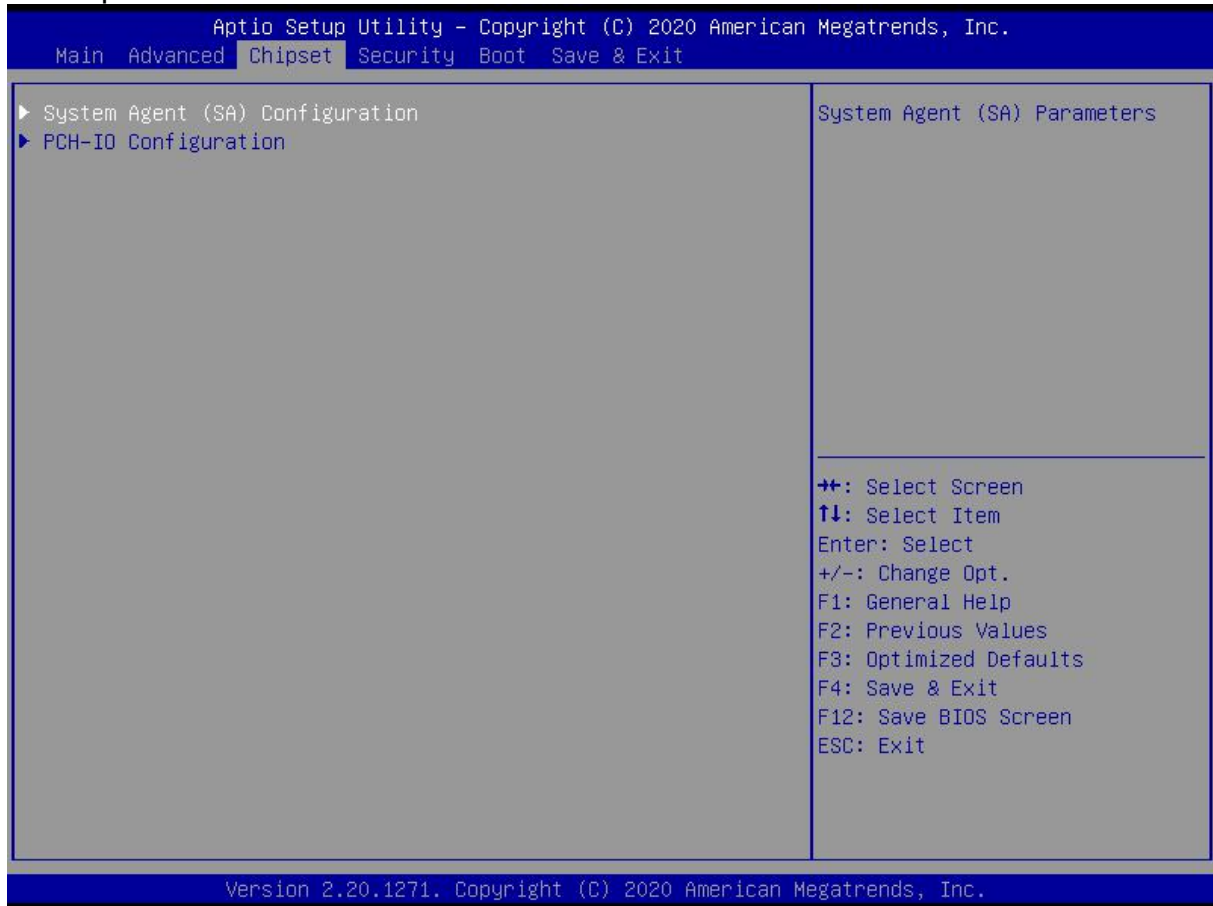 Aptio Setup Utility – Copyright (C) 2020 American Megatrends, Inc.
Main Advanced Chipset Security Boot Save & Exit
► System Agent (SA) Configuration
► PCH-IO Configuration
System Agent (SA) Parameters
→←: Select Screen
↑↓: Select Item
Enter: Select
+/-: Change Opt.
F1: General Help
F2: Previous Values
F3: Optimized Defaults
F4: Save & Exit
F12: Save BIOS Screen
ESC: Exit
Version 2.20.1271. Copyright (C) 2020 American Megatrends, Inc.